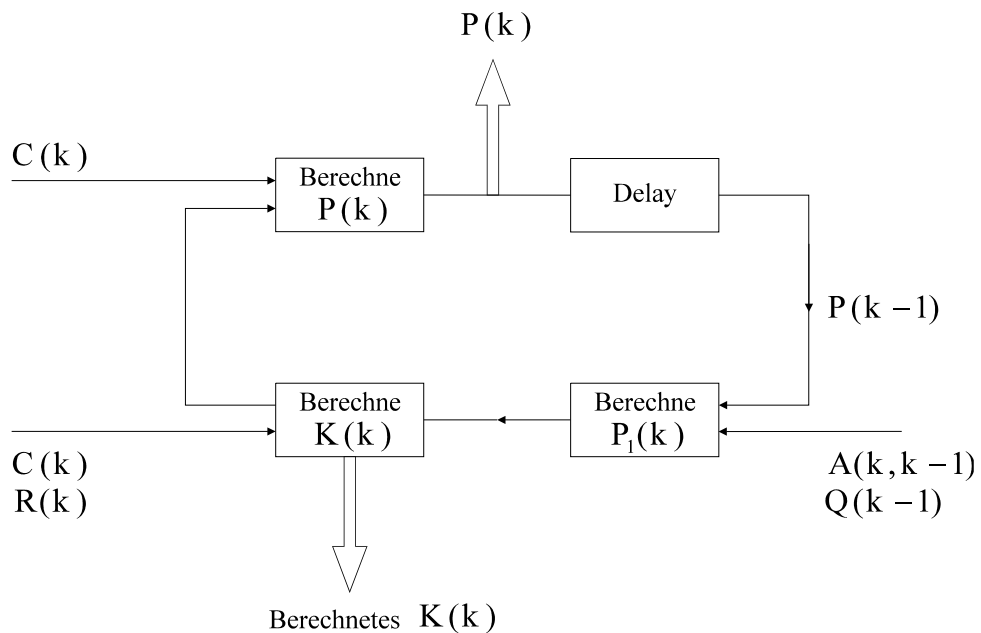 P(k)
C(k)
Berechne
P(k)
Delay
P(k−1)
Berechne
K(k)
Berechne
P₁(k)
C(k)
R(k)
A(k,k−1)
Q(k−1)
Berechnetes K(k)